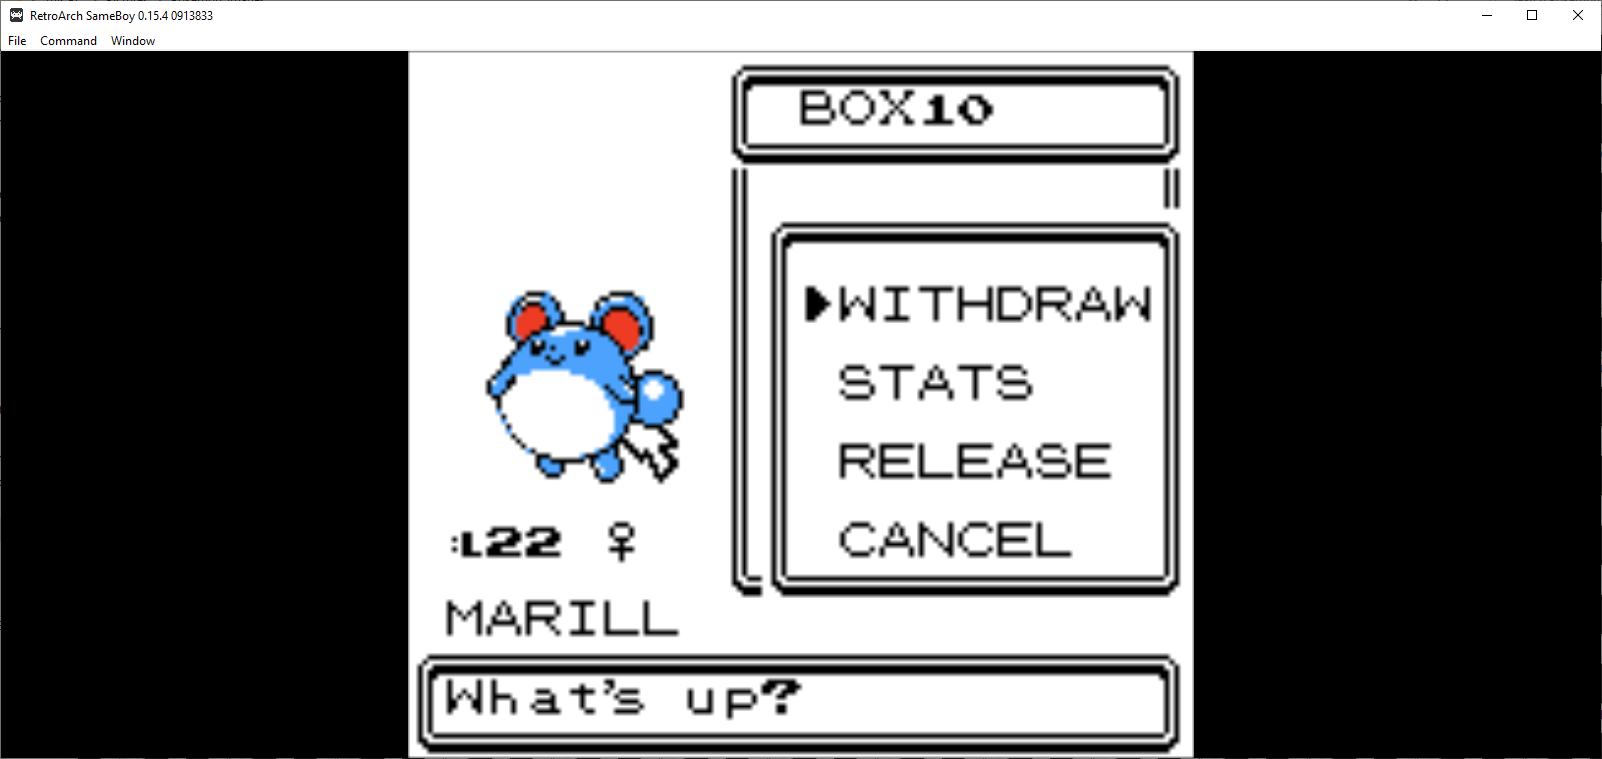 RetroArch SameBoy 0.15.4 0913833
File Command Window
BOX10
WITHDRAW
STATS
RELEASE
CANCEL
:L22 ♀
MARILL
What's up?